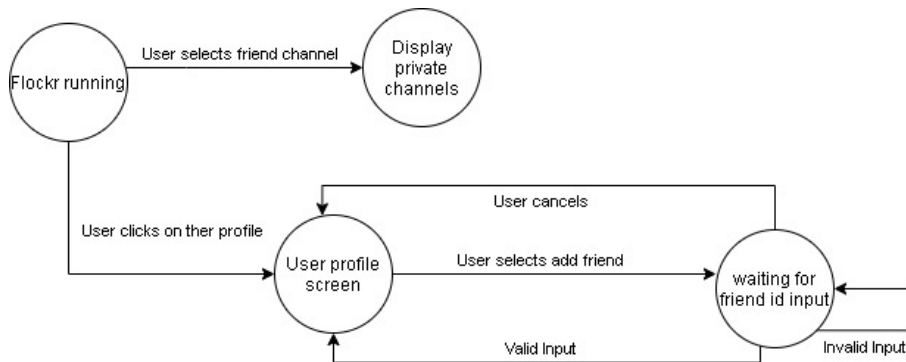 User selects friend channel
Flockr running
Display
private
channels
User cancels
User clicks on ther profile
User profile
screen
User selects add friend
waiting for
friend id input
Valid Input
Invalid Input